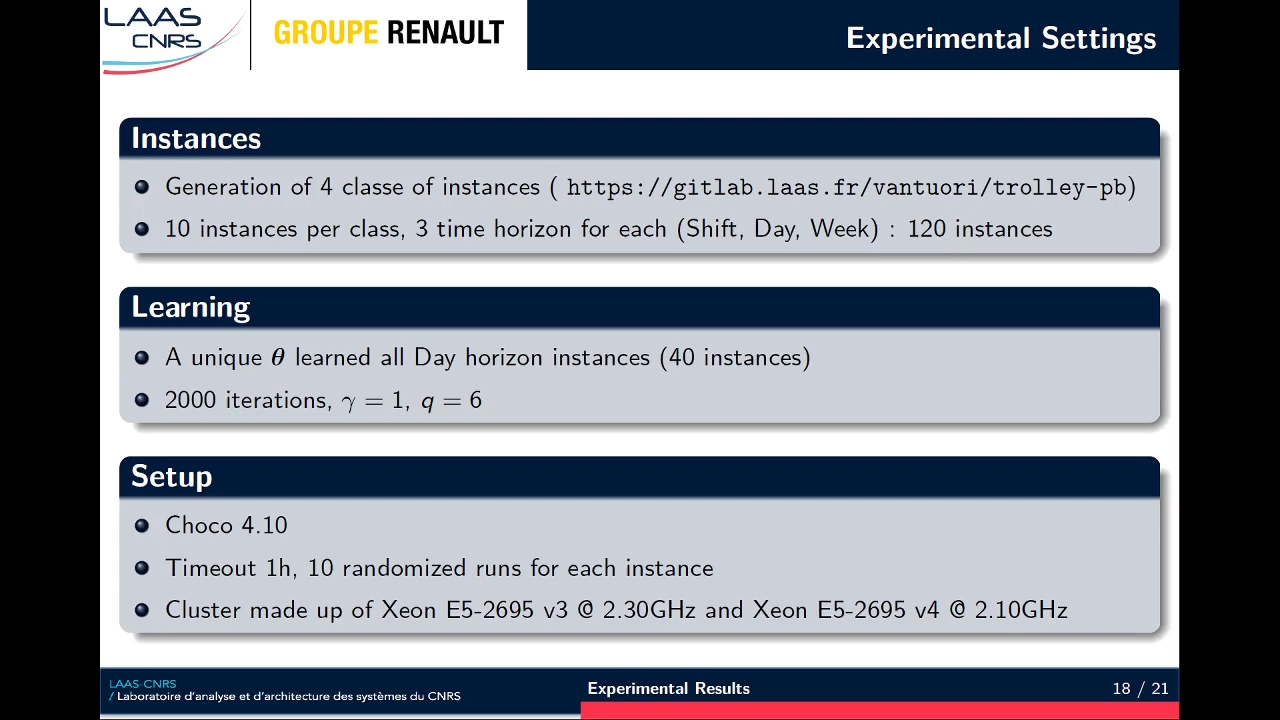 LAAS
CNRS
GROUPE RENAULT
Experimental Settings
Instances
Generation of 4 classe of instances ( https://gitlab.laas.fr/vantuori/trolley-pb)
10 instances per class, 3 time horizon for each (Shift, Day, Week) : 120 instances
Learning
A unique θ learned all Day horizon instances (40 instances)
2000 iterations, γ = 1, q = 6
Setup
Choco 4.10
Timeout 1h, 10 randomized runs for each instance
Cluster made up of Xeon E5-2695 v3 @ 2.30GHz and Xeon E5-2695 v4 @ 2.10GHz
LAAS-CNRS
/ Laboratoire d'analyse et d'architecture des systèmes du CNRS
Experimental Results
18 / 21